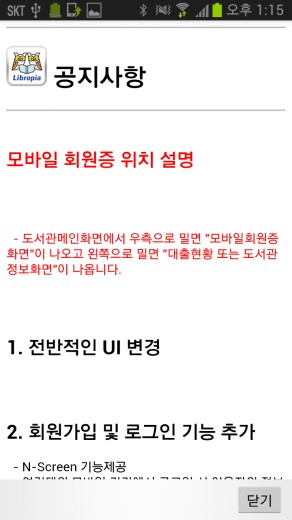 SKT 오후 1:15
Libropia
공지사항
모바일 회원증 위치 설명
- 도서관메인화면에서 우측으로 밀면 "모바일회원증
화면"이 나오고 왼쪽으로 밀면 "대출현황 또는 도서관
정보화면"이 나옵니다.
1. 전반적인 UI 변경
2. 회원가입 및 로그인 기능 추가
- N-Screen 기능제공
닫기